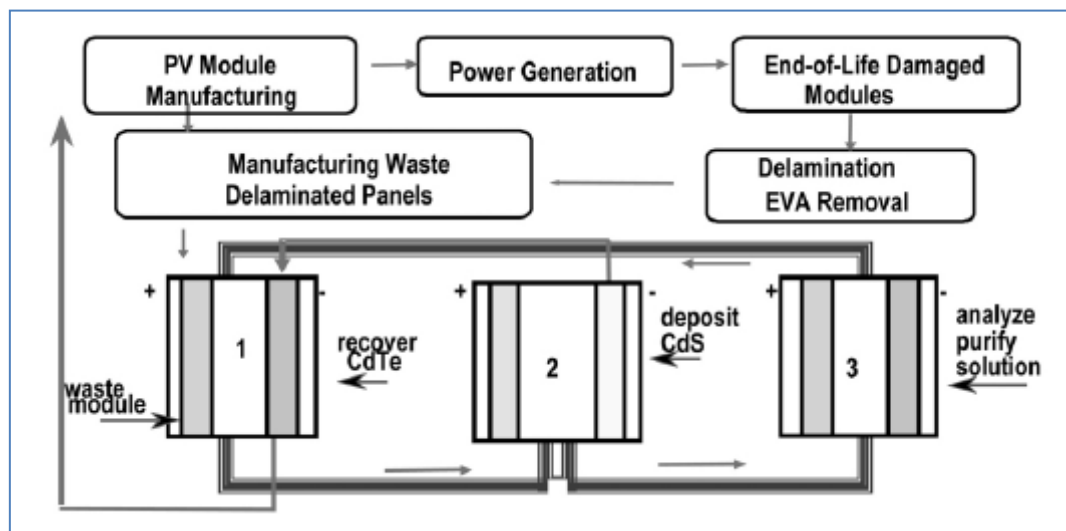 PV Module
Manufacturing
Power Generation
End-of-Life Damaged
Modules
Manufacturing Waste
Delaminated Panels
Delamination
EVA Removal
+
1
-
recover
CdTe
waste
module
+
2
-
deposit
CdS
+
3
-
analyze
purify
solution